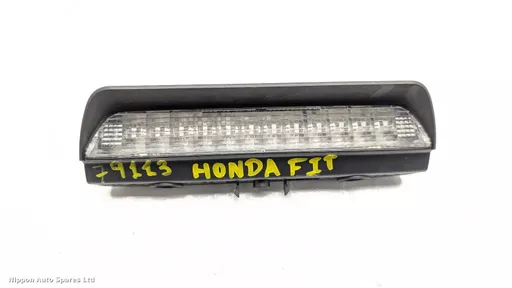 79113 HONDA FIT
Nippon Auto Spares Ltd